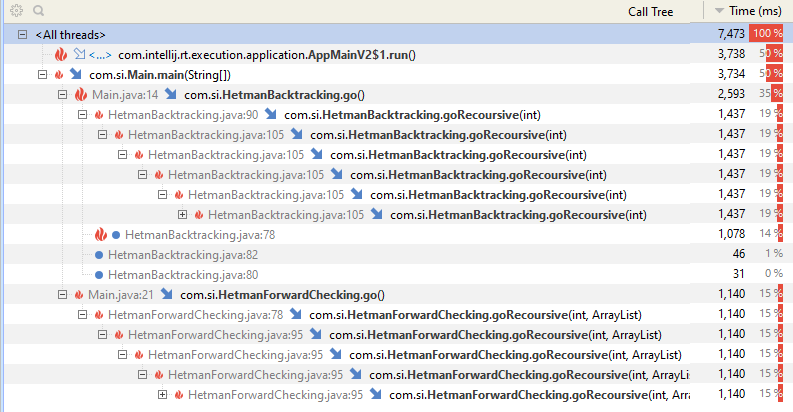 Call Tree Time (ms)
<All threads> 7,473 100 %
<...> com.intellij.rt.execution.application.AppMainV2$1.run() 3,738 50 %
com.si.Main.main(String[]) 3,734 50 %
Main.java:14 com.si.HetmanBacktracking.go() 2,593 35 %
HetmanBacktracking.java:90 com.si.HetmanBacktracking.goRecoursive(int) 1,437 19 %
HetmanBacktracking.java:105 com.si.HetmanBacktracking.goRecoursive(int) 1,437 19 %
HetmanBacktracking.java:105 com.si.HetmanBacktracking.goRecoursive(int) 1,437 19 %
HetmanBacktracking.java:105 com.si.HetmanBacktracking.goRecoursive(int) 1,437 19 %
HetmanBacktracking.java:105 com.si.HetmanBacktracking.goRecoursive(int) 1,437 19 %
HetmanBacktracking.java:105 com.si.HetmanBacktracking.goRecoursive(int) 1,437 19 %
HetmanBacktracking.java:78 1,078 14 %
HetmanBacktracking.java:82 46 1 %
HetmanBacktracking.java:80 31 0 %
Main.java:21 com.si.HetmanForwardChecking.go() 1,140 15 %
HetmanForwardChecking.java:78 com.si.HetmanForwardChecking.goRecoursive(int, ArrayList) 1,140 15 %
HetmanForwardChecking.java:95 com.si.HetmanForwardChecking.goRecoursive(int, ArrayList) 1,140 15 %
HetmanForwardChecking.java:95 com.si.HetmanForwardChecking.goRecoursive(int, ArrayList) 1,140 15 %
HetmanForwardChecking.java:95 com.si.HetmanForwardChecking.goRecoursive(int, ArrayLi 1,140 15 %
HetmanForwardChecking.java:95 com.si.HetmanForwardChecking.goRecoursive(int, Arra 1,140 15 %